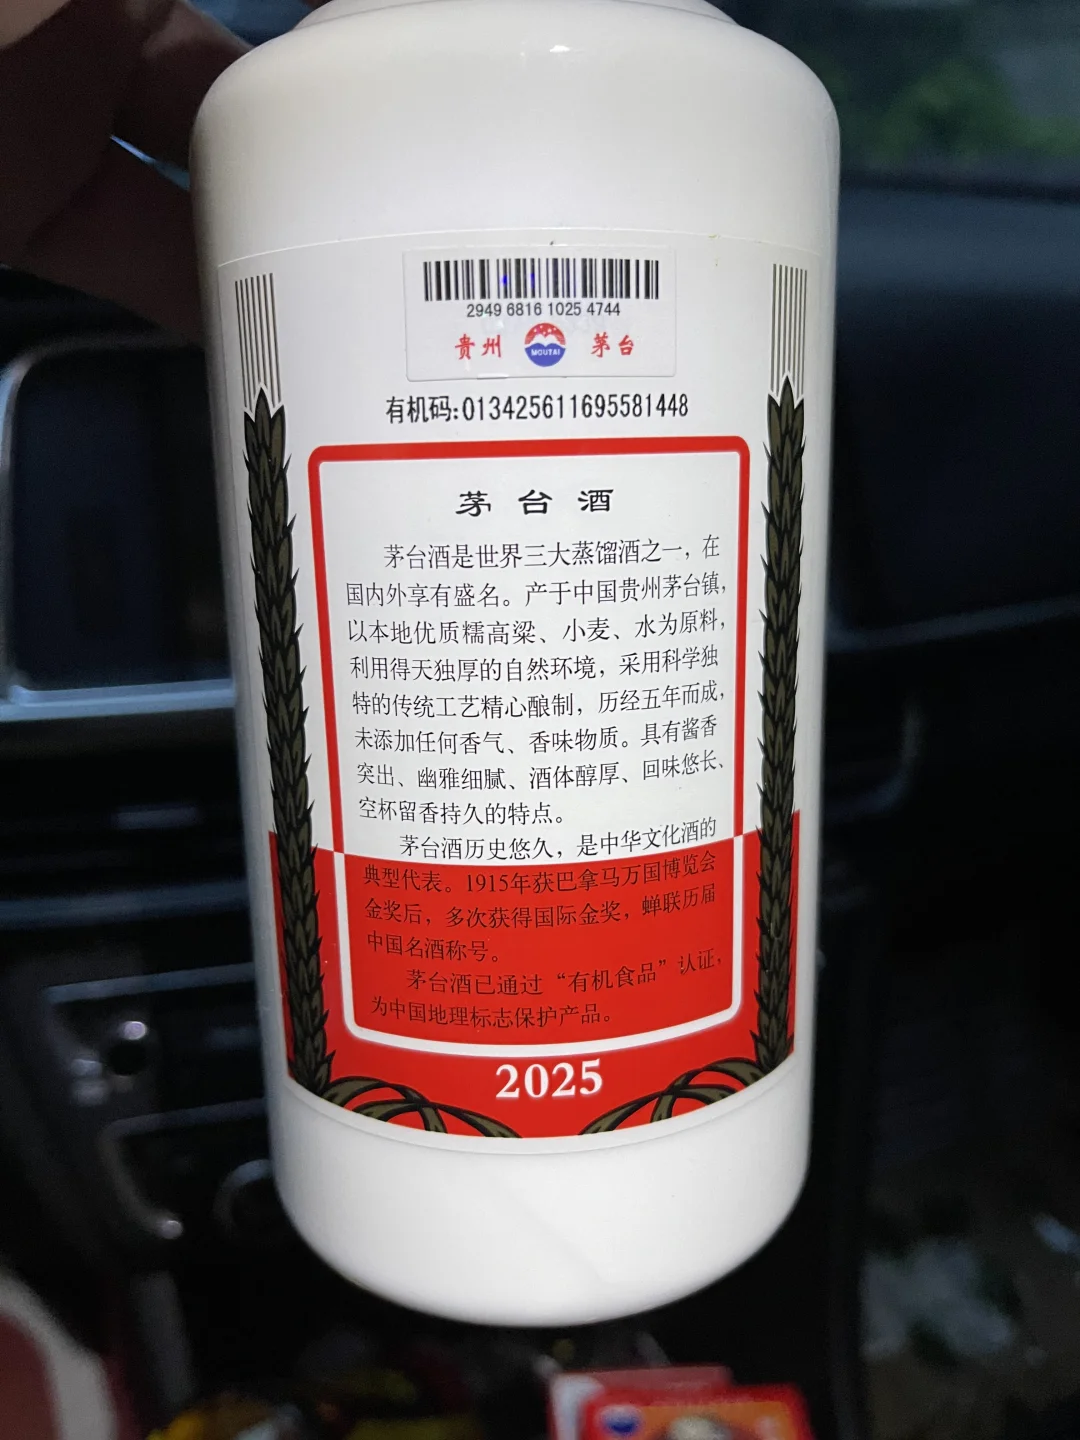 2949 6816 1025 4744
贵州 MOUTAI 茅台
有机码:013425611695581448
茅台酒
茅台酒是世界三大蒸馏酒之一，在
国内外享有盛名。产于中国贵州茅台镇，
以本地优质糯高粱、小麦、水为原料，
利用得天独厚的自然环境，采用科学独
特的传统工艺精心酿制，历经五年而成，
未添加任何香气、香味物质。具有酱香
突出、幽雅细腻、酒体醇厚、回味悠长、
空杯留香持久的特点。
茅台酒历史悠久，是中华文化酒的
典型代表。1915年获巴拿马万国博览会
金奖后，多次获得国际金奖，蝉联历届
中国名酒称号。
茅台酒已通过“有机食品”认证，
为中国地理标志保护产品。
2025